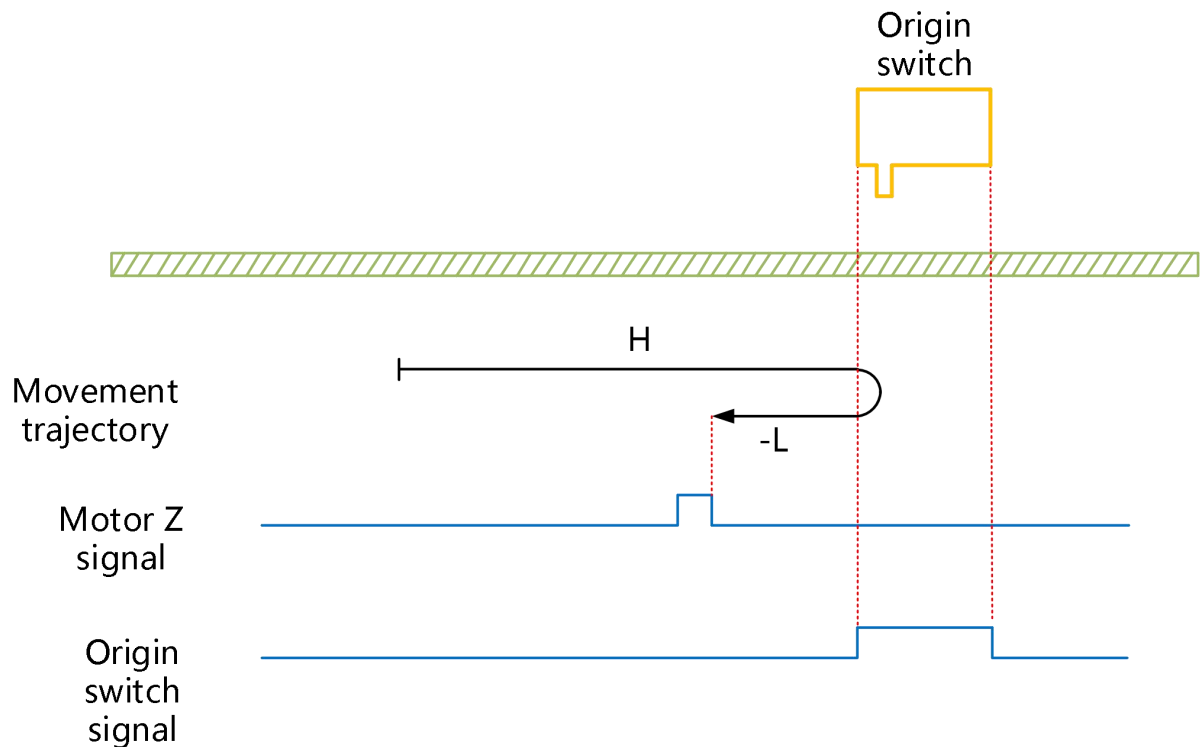 Origin
switch
H
Movement
trajectory
-L
Motor Z
signal
Origin
switch
signal